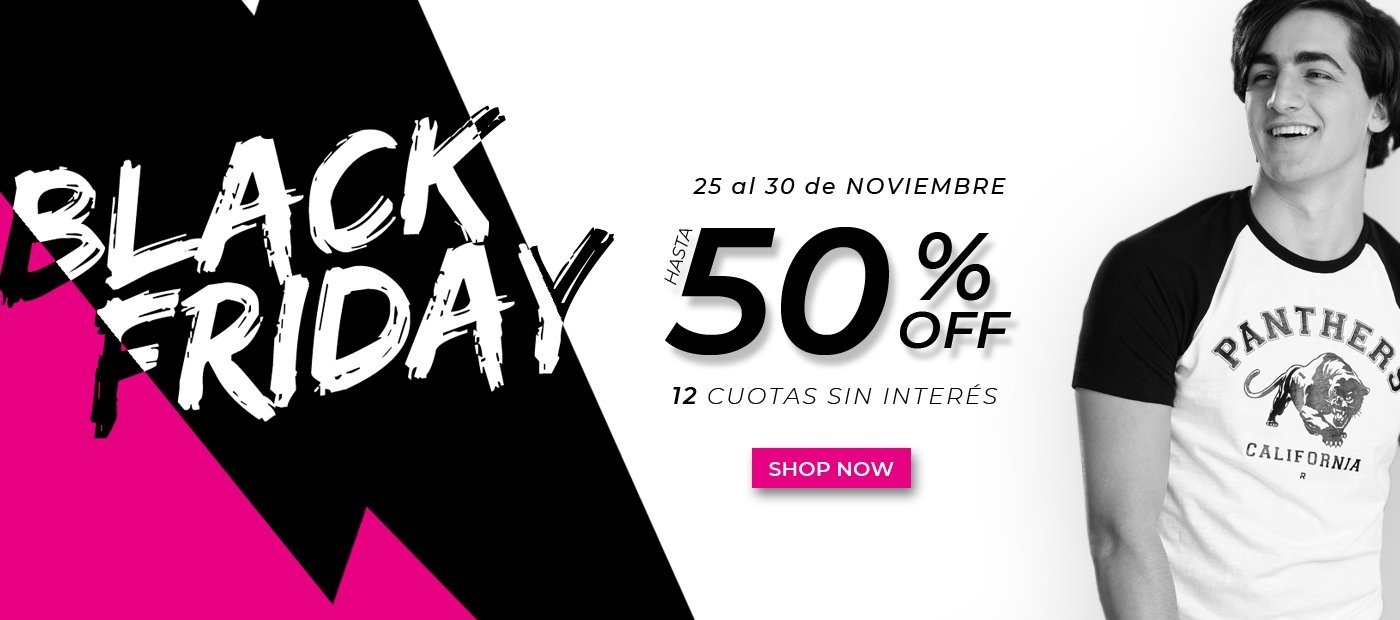 BLACK
FRIDAY
25 al 30 de NOVIEMBRE
HASTA
50 %
OFF
12 CUOTAS SIN INTERÉS
SHOP NOW
PANTHERS
CALIFORNIA
R